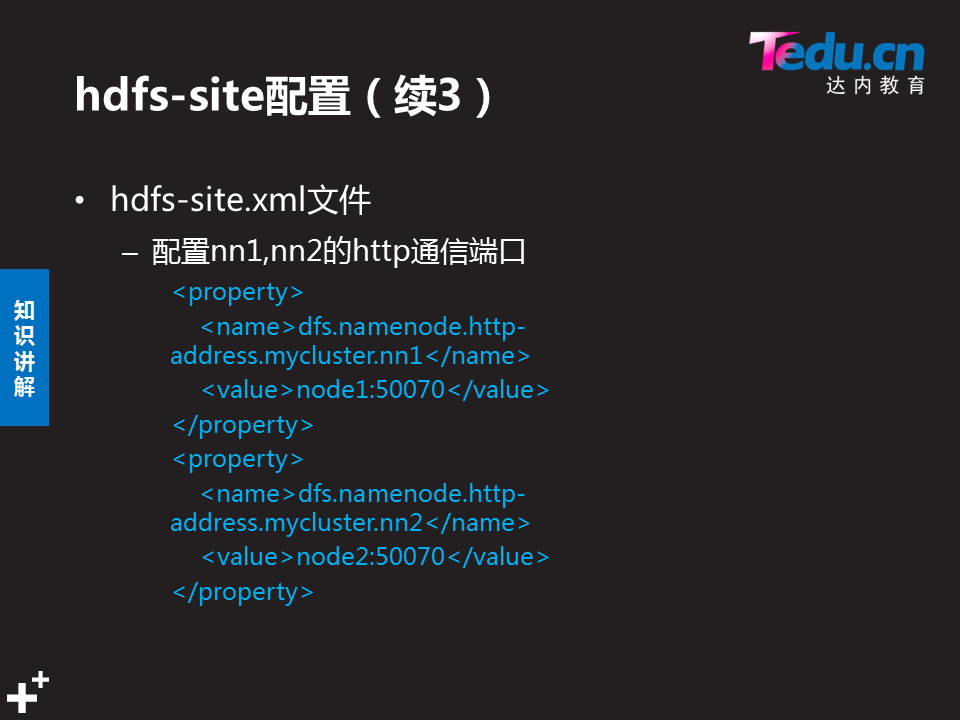 Tedu.cn
达内教育
hdfs-site配置（续3）
• hdfs-site.xml文件
– 配置nn1,nn2的http通信端口
<property>
<name>dfs.namenode.http-
address.mycluster.nn1</name>
<value>node1:50070</value>
</property>
<property>
<name>dfs.namenode.http-
address.mycluster.nn2</name>
<value>node2:50070</value>
</property>
知
识
讲
解